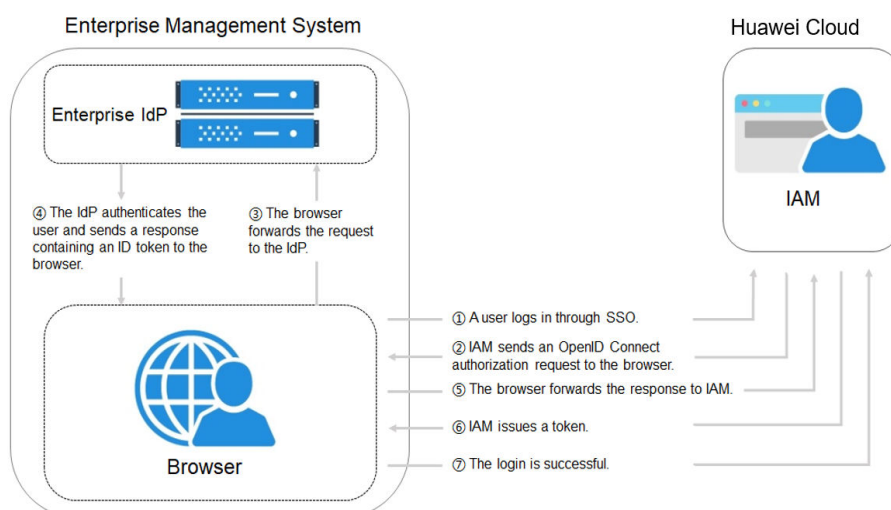 Enterprise Management System
Huawei Cloud
Enterprise IdP
IAM
④ The IdP authenticates the
user and sends a response
containing an ID token to the
browser.
③ The browser
forwards the request
to the IdP.
① A user logs in through SSO.
② IAM sends an OpenID Connect
authorization request to the browser.
⑤ The browser forwards the response to IAM.
⑥ IAM issues a token.
⑦ The login is successful.
Browser